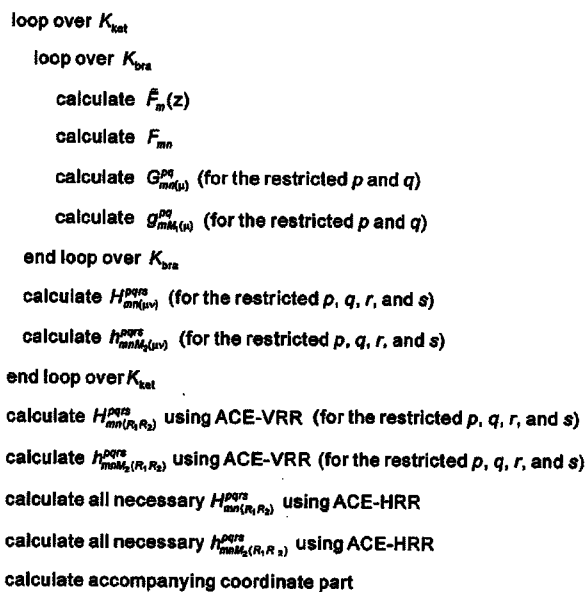 loop over K_ket
loop over K_bra
calculate F̃_m(z)
calculate F_mn
calculate G^pq_mn(μ) (for the restricted p and q)
calculate g^pq_mM₁(μ) (for the restricted p and q)
end loop over K_bra
calculate H^pqrs_mn(μν) (for the restricted p, q, r, and s)
calculate h^pqrs_mnM₂(μν) (for the restricted p, q, r, and s)
end loop over K_ket
calculate H^pqrs_mn(R₁R₂) using ACE-VRR (for the restricted p, q, r, and s)
calculate h^pqrs_mnM₂(R₁R₂) using ACE-VRR (for the restricted p, q, r, and s)
calculate all necessary H^pqrs_mn(R₁R₂) using ACE-HRR
calculate all necessary h^pqrs_mnM₂(R₁R₂) using ACE-HRR
calculate accompanying coordinate part